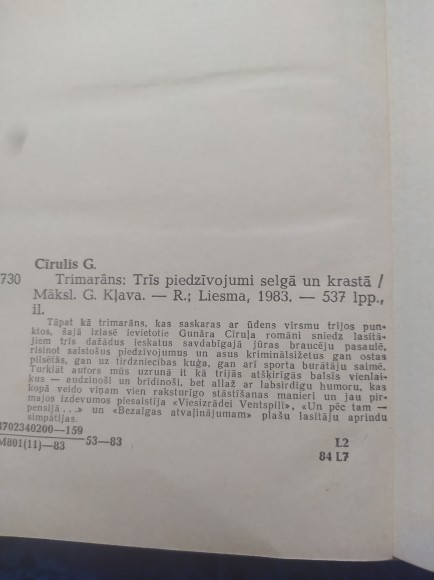 Cīrulis G.
730 Trimarāns: Trīs piedzīvojumi selgā un krastā /
Māksl. G. Kļava. — R.; Liesma, 1983. — 537 lpp.,
il.
Tāpat kā trimarāns, kas saskaras ar ūdens virsmu trijos pun-
ktos, šajā izlasē ievietotie Gunāra Cīruļa romāni sniedz lasītā-
jiem trīs dažādus ieskatus savdabīgajā jūras braucēju pasaulē,
risinot saistošus piedzīvojumus un asus kriminālsižetus gan ostas
pilsētās, gan uz tirdzniecības kuģa, gan arī sporta burātāju saimē.
Turklāt autors mūs uzrunā it kā trijās atšķirīgās balsīs vienlai-
kus — audzinoši un brīdinoši, bet allaž ar labsirdīgu humoru, kas
kopā veido viņam vien raksturīgo stāstīšanas manieri un jau pir-
majos izdevumos piesaistīja «Viesizrādei Ventspilī», «Un pēc tam —
pensijā...» un «Bezalgas atvaļinājumam» plašu lasītāju aprindu
simpātijas.
4702340200—159
M801(11)—83 53—83 L2
84 L7